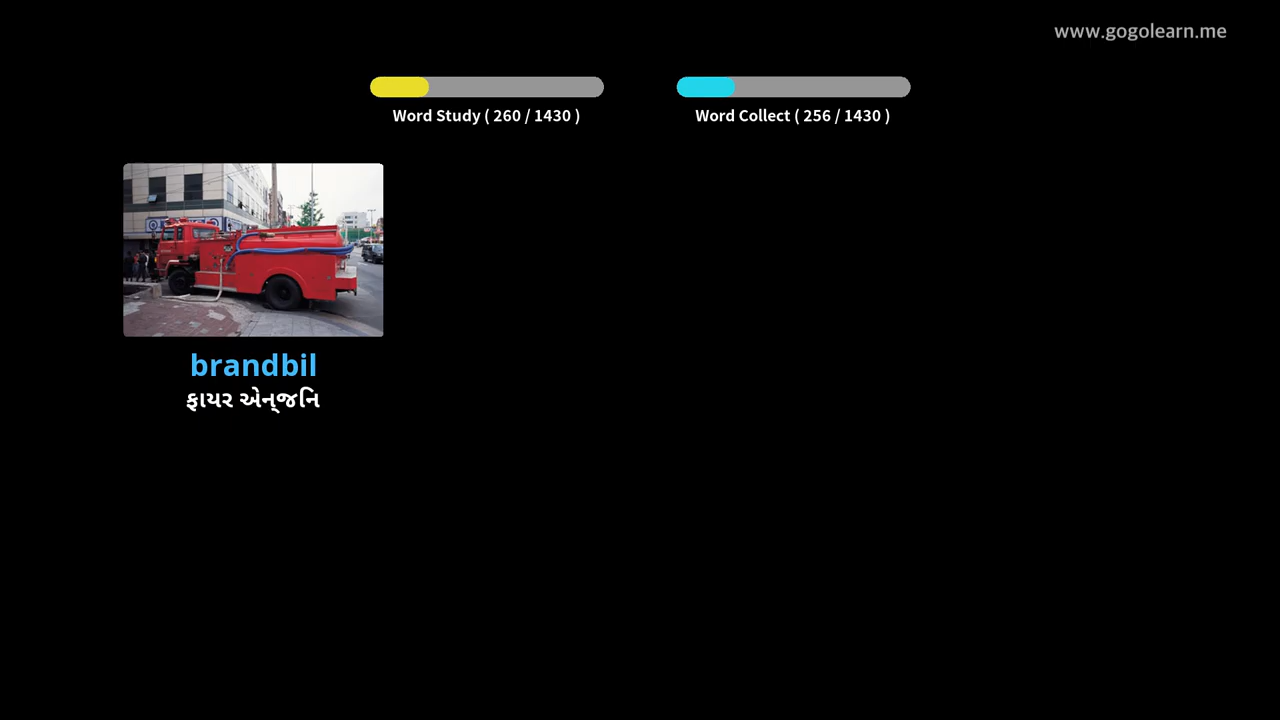 www.gogolearn.me
Word Study ( 260 / 1430 )
Word Collect ( 256 / 1430 )
brandbil
ફાયર એન્જિન